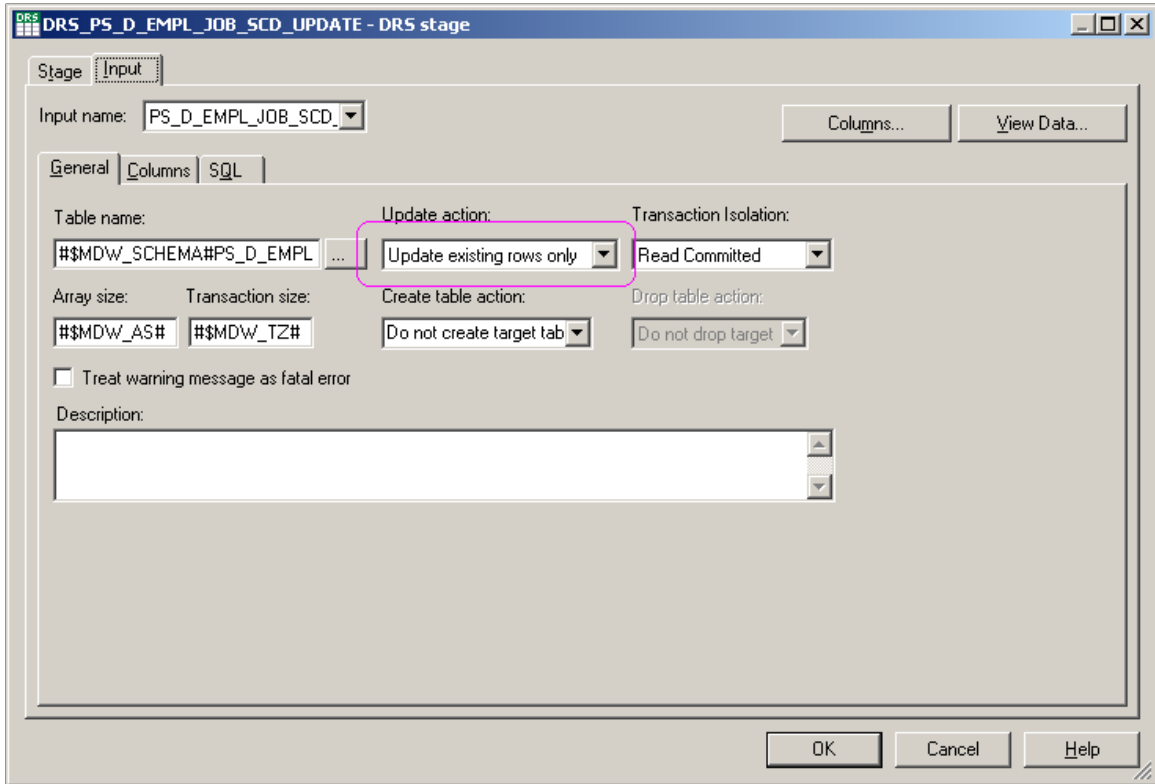 DRS
DRS_PS_D_EMPL_JOB_SCD_UPDATE - DRS stage
Stage Input
Input name: PS_D_EMPL_JOB_SCD_ Columns... View Data...
General Columns SQL
Table name: Update action: Transaction Isolation:
#$MDW_SCHEMA#PS_D_EMPL ... Update existing rows only Read Committed
Array size: Transaction size: Create table action: Drop table action:
#$MDW_AS# #$MDW_TZ# Do not create target tab Do not drop target
Treat warning message as fatal error
Description:
OK Cancel Help